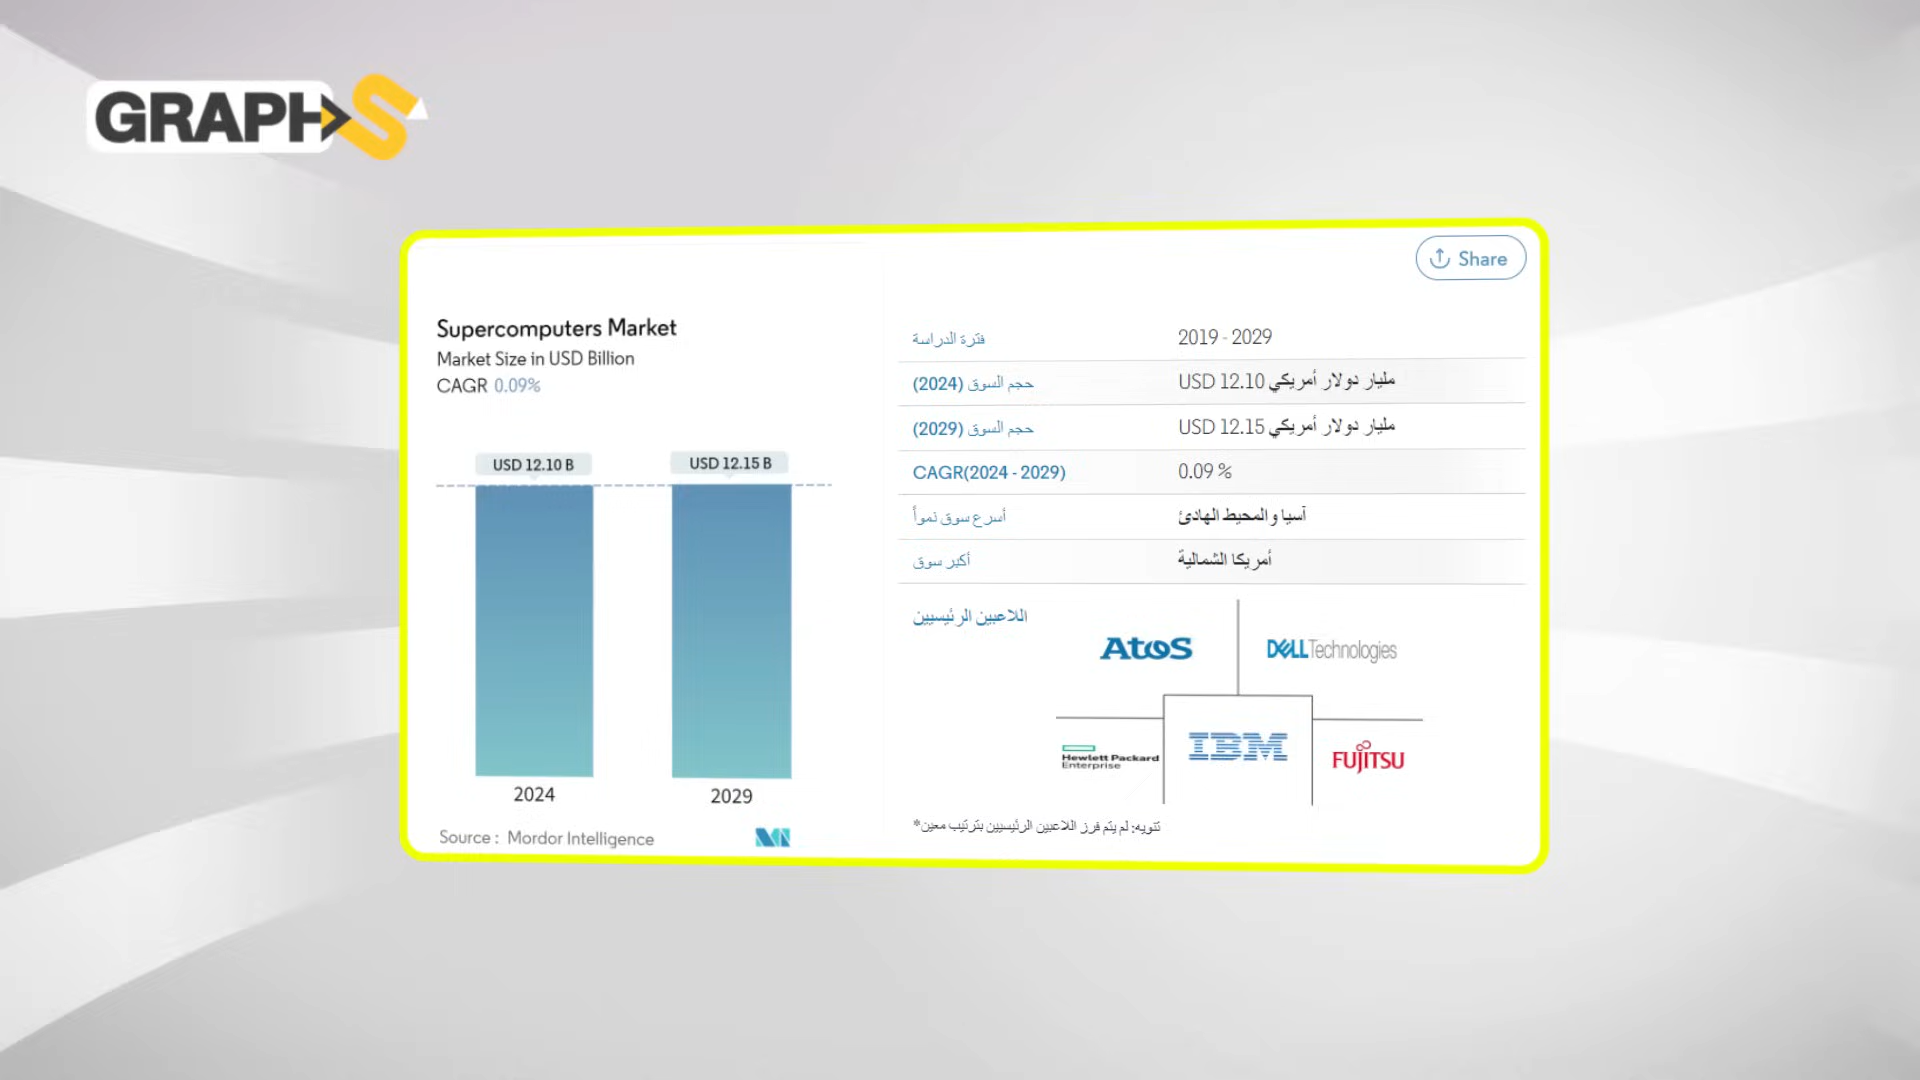 GRAPHS
Share
Supercomputers Market
Market Size in USD Billion
CAGR 0.09%
USD 12.10 B
USD 12.15 B
2024
2029
Source : Mordor Intelligence
فترة الدراسة
2019 - 2029
حجم السوق (2024)
USD 12.10 مليار دولار أمريكي
حجم السوق (2029)
USD 12.15 مليار دولار أمريكي
CAGR(2024 - 2029)
0.09 %
أسرع سوق نمواً
آسيا والمحيط الهادئ
أكبر سوق
أمريكا الشمالية
اللاعبين الرئيسيين
Atos
DELL Technologies
Hewlett Packard
Enterprise
IBM
FUJITSU
*تنويه: لم يتم فرز اللاعبين الرئيسيين بترتيب معين